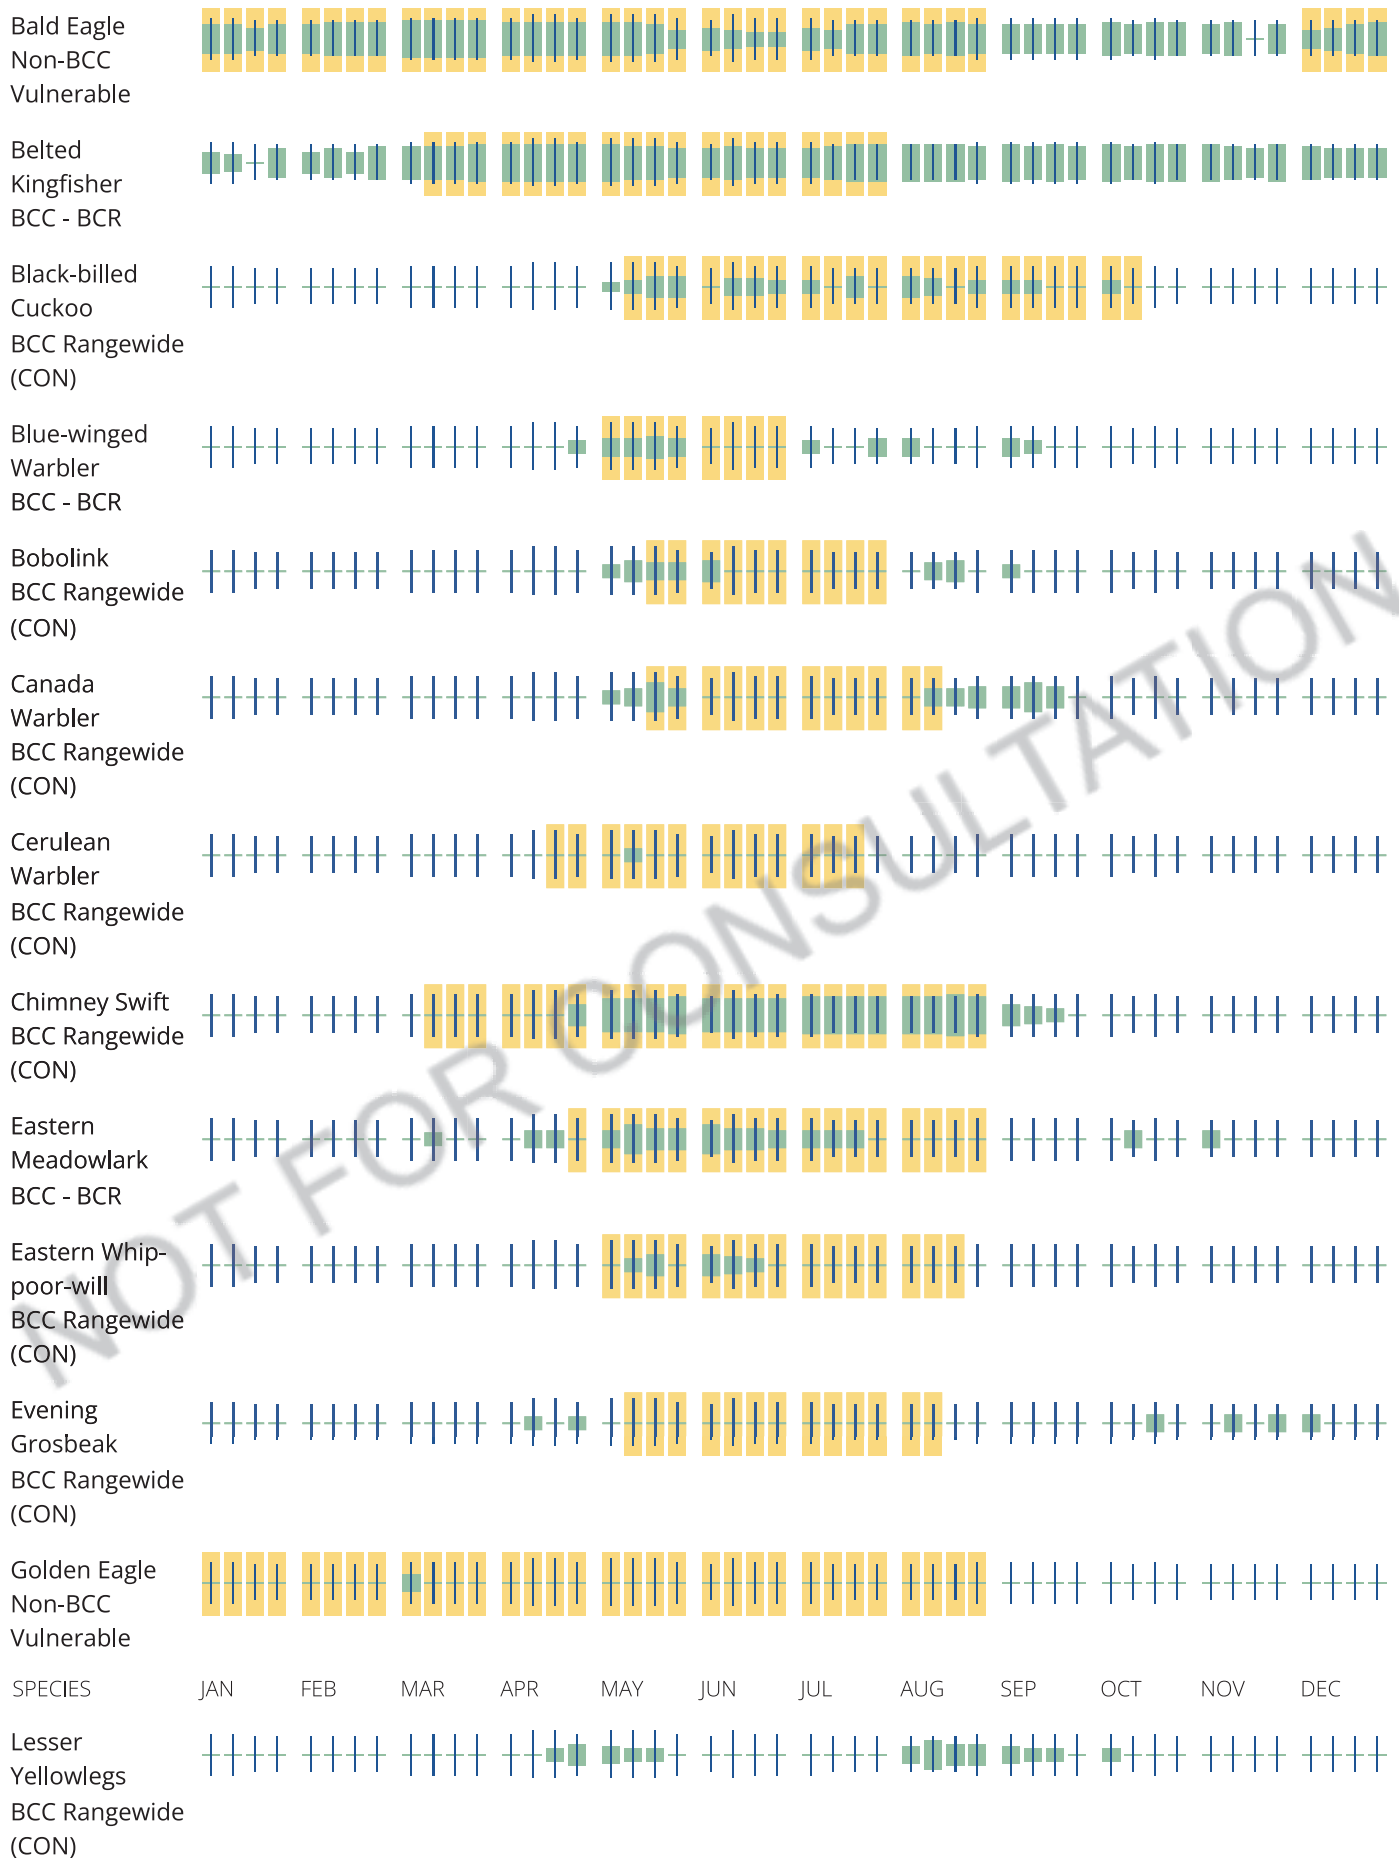 Bald Eagle
Non-BCC
Vulnerable
Belted
Kingfisher
BCC - BCR
Black-billed
Cuckoo
BCC Rangewide
(CON)
Blue-winged
Warbler
BCC - BCR
Bobolink
BCC Rangewide
(CON)
Canada
Warbler
BCC Rangewide
(CON)
Cerulean
Warbler
BCC Rangewide
(CON)
Chimney Swift
BCC Rangewide
(CON)
Eastern
Meadowlark
BCC - BCR
Eastern Whip-
poor-will
BCC Rangewide
(CON)
Evening
Grosbeak
BCC Rangewide
(CON)
Golden Eagle
Non-BCC
Vulnerable
SPECIES JAN FEB MAR APR MAY JUN JUL AUG SEP OCT NOV DEC
Lesser
Yellowlegs
BCC Rangewide
(CON)
NOT FOR CONSULTATION